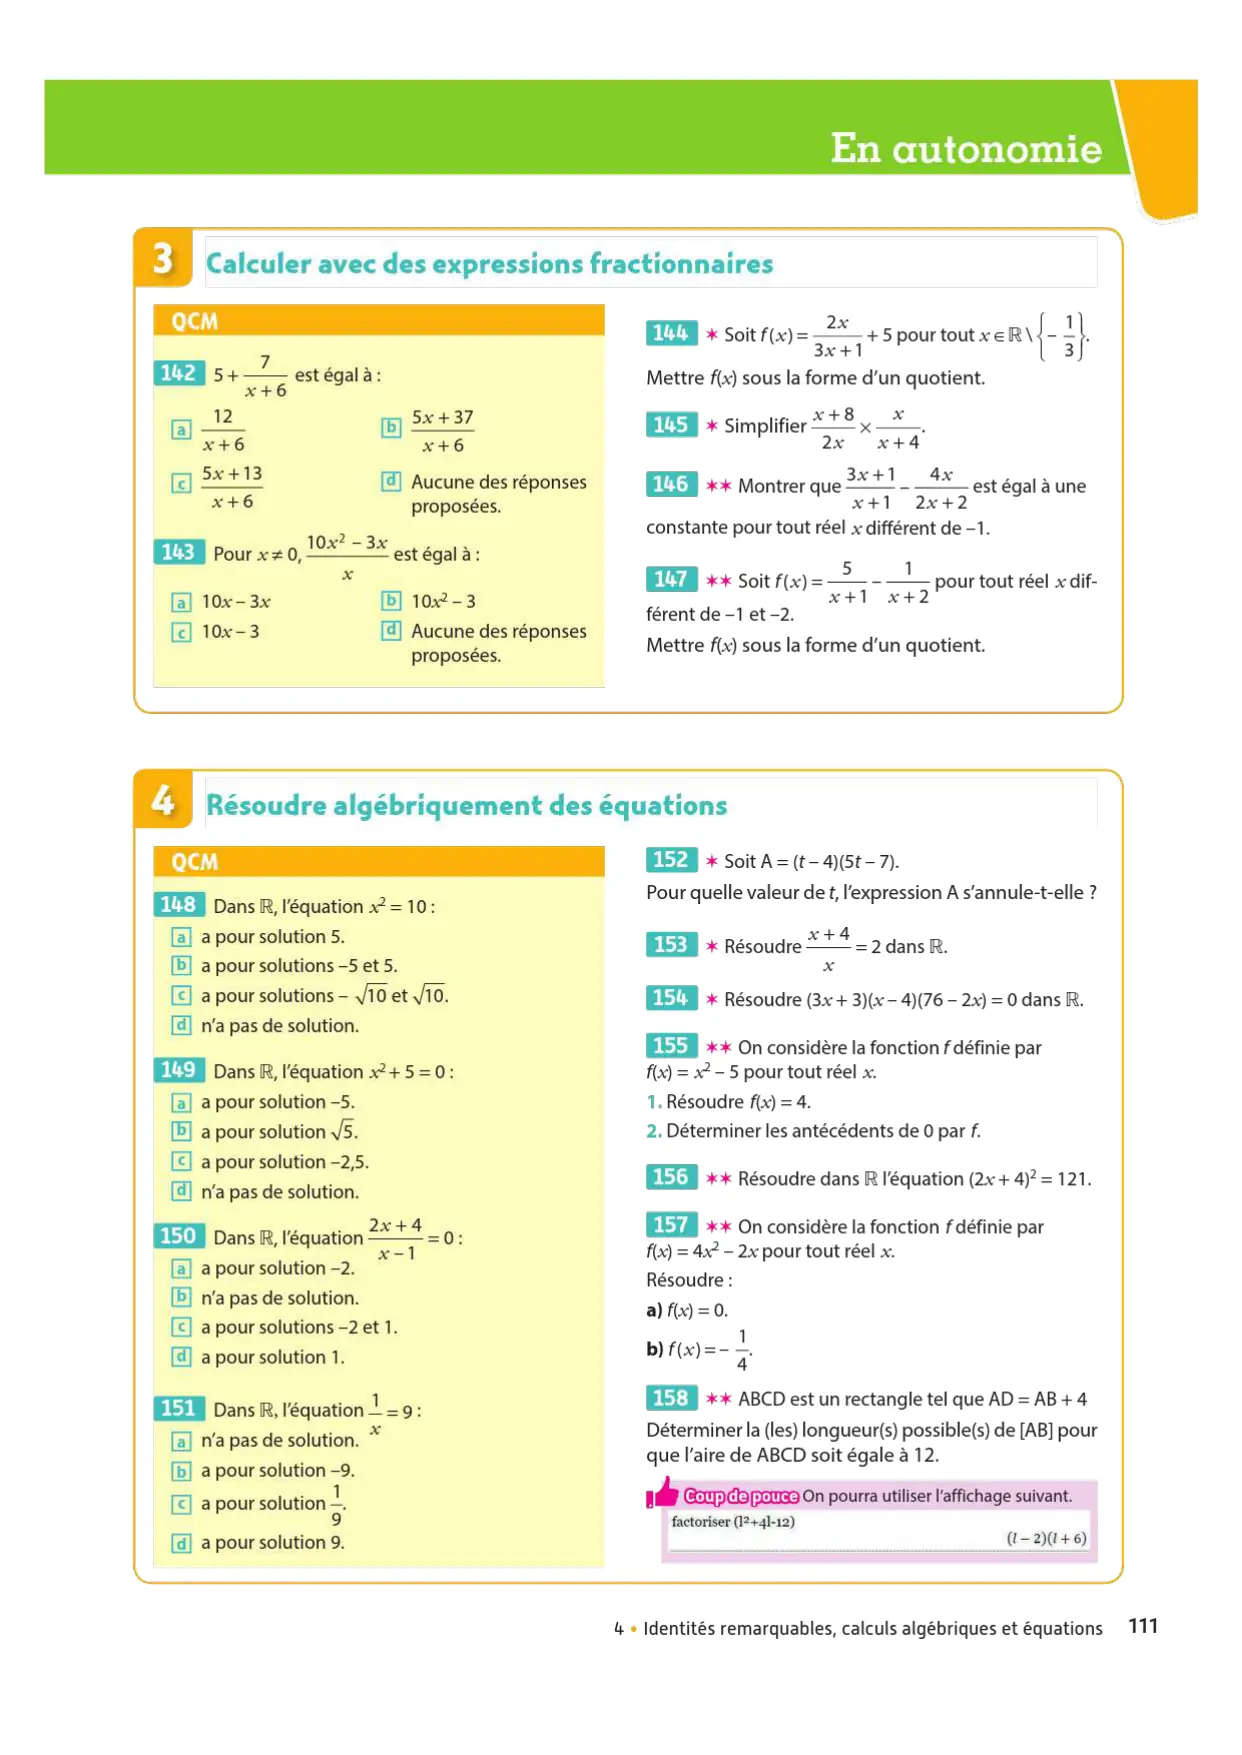 En autonomie
3 Calculer avec des expressions fractionnaires
QCM
142 5 + 7/(x + 6) est égal à :
a 12/(x + 6)
b (5x + 37)/(x + 6)
c (5x + 13)/(x + 6)
d Aucune des réponses
proposées.
143 Pour x ≠ 0, (10x² – 3x)/x est égal à :
a 10x – 3x
b 10x² – 3
c 10x – 3
d Aucune des réponses
proposées.
144 ✶ Soit f(x) = 2x/(3x + 1) + 5 pour tout x ∈ ℝ \ {– 1/3}.
Mettre f(x) sous la forme d’un quotient.
145 ✶ Simplifier (x + 8)/2x × x/(x + 4).
146 ✶✶ Montrer que (3x + 1)/(x + 1) – 4x/(2x + 2) est égal à une
constante pour tout réel x différent de –1.
147 ✶✶ Soit f(x) = 5/(x + 1) – 1/(x + 2) pour tout réel x dif-
férent de –1 et –2.
Mettre f(x) sous la forme d’un quotient.
4 Résoudre algébriquement des équations
QCM
148 Dans ℝ, l’équation x² = 10 :
a a pour solution 5.
b a pour solutions –5 et 5.
c a pour solutions – √10 et √10.
d n’a pas de solution.
149 Dans ℝ, l’équation x² + 5 = 0 :
a a pour solution –5.
b a pour solution √5.
c a pour solution –2,5.
d n’a pas de solution.
150 Dans ℝ, l’équation (2x + 4)/(x – 1) = 0 :
a a pour solution –2.
b n’a pas de solution.
c a pour solutions –2 et 1.
d a pour solution 1.
151 Dans ℝ, l’équation 1/x = 9 :
a n’a pas de solution.
b a pour solution –9.
c a pour solution 1/9.
d a pour solution 9.
152 ✶ Soit A = (t – 4)(5t – 7).
Pour quelle valeur de t, l’expression A s’annule-t-elle ?
153 ✶ Résoudre (x + 4)/x = 2 dans ℝ.
154 ✶ Résoudre (3x + 3)(x – 4)(76 – 2x) = 0 dans ℝ.
155 ✶✶ On considère la fonction f définie par
f(x) = x² – 5 pour tout réel x.
1. Résoudre f(x) = 4.
2. Déterminer les antécédents de 0 par f.
156 ✶✶ Résoudre dans ℝ l’équation (2x + 4)² = 121.
157 ✶✶ On considère la fonction f définie par
f(x) = 4x² – 2x pour tout réel x.
Résoudre :
a) f(x) = 0.
b) f(x) = – 1/4.
158 ✶✶ ABCD est un rectangle tel que AD = AB + 4
Déterminer la (les) longueur(s) possible(s) de [AB] pour
que l’aire de ABCD soit égale à 12.
Coup de pouce On pourra utiliser l’affichage suivant.
factoriser (l²+4l-12)
(l – 2)(l + 6)
4 • Identités remarquables, calculs algébriques et équations 111